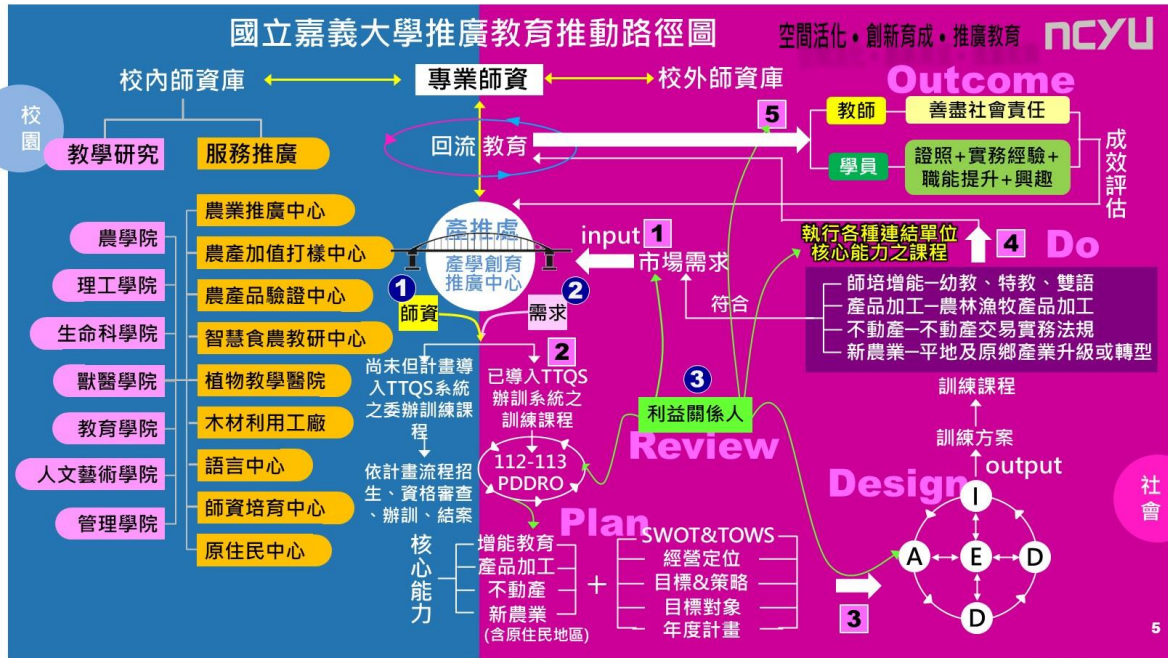 國立嘉義大學推廣教育推動路徑圖
空間活化•創新育成•推廣教育
ncyu
校園
校內師資庫
專業師資
校外師資庫
Outcome
教學研究
服務推廣
回流教育
5
教師
善盡社會責任
學員
證照+實務經驗+
職能提升+興趣
成效評估
農學院
理工學院
生命科學院
獸醫學院
教育學院
人文藝術學院
管理學院
農業推廣中心
農產加值打樣中心
農產品驗證中心
智慧食農教研中心
植物教學醫院
木材利用工廠
語言中心
師資培育中心
原住民中心
產推處
產學創育
推廣中心
input
1
市場需求
1
師資
2
需求
符合
執行各種連結單位
核心能力之課程
4
Do
師培增能─幼教、特教、雙語
產品加工─農林漁牧產品加工
不動產─不動產交易實務法規
新農業─平地及原鄉產業升級或轉型
訓練課程
訓練方案
output
2
尚未但計畫導
入TTQS系統
之委辦訓練課
程
已導入TTQS
辦訓系統之
訓練課程
依計畫流程招
生、資格審查
、辦訓、結案
112-113
PDDRO
3
利益關係人
Review
Plan
核心能力
增能教育
產品加工
不動產
新農業
(含原住民地區)
+
SWOT&TOWS
經營定位
目標&策略
目標對象
年度計畫
3
Design
I
A
E
D
D
社會
5